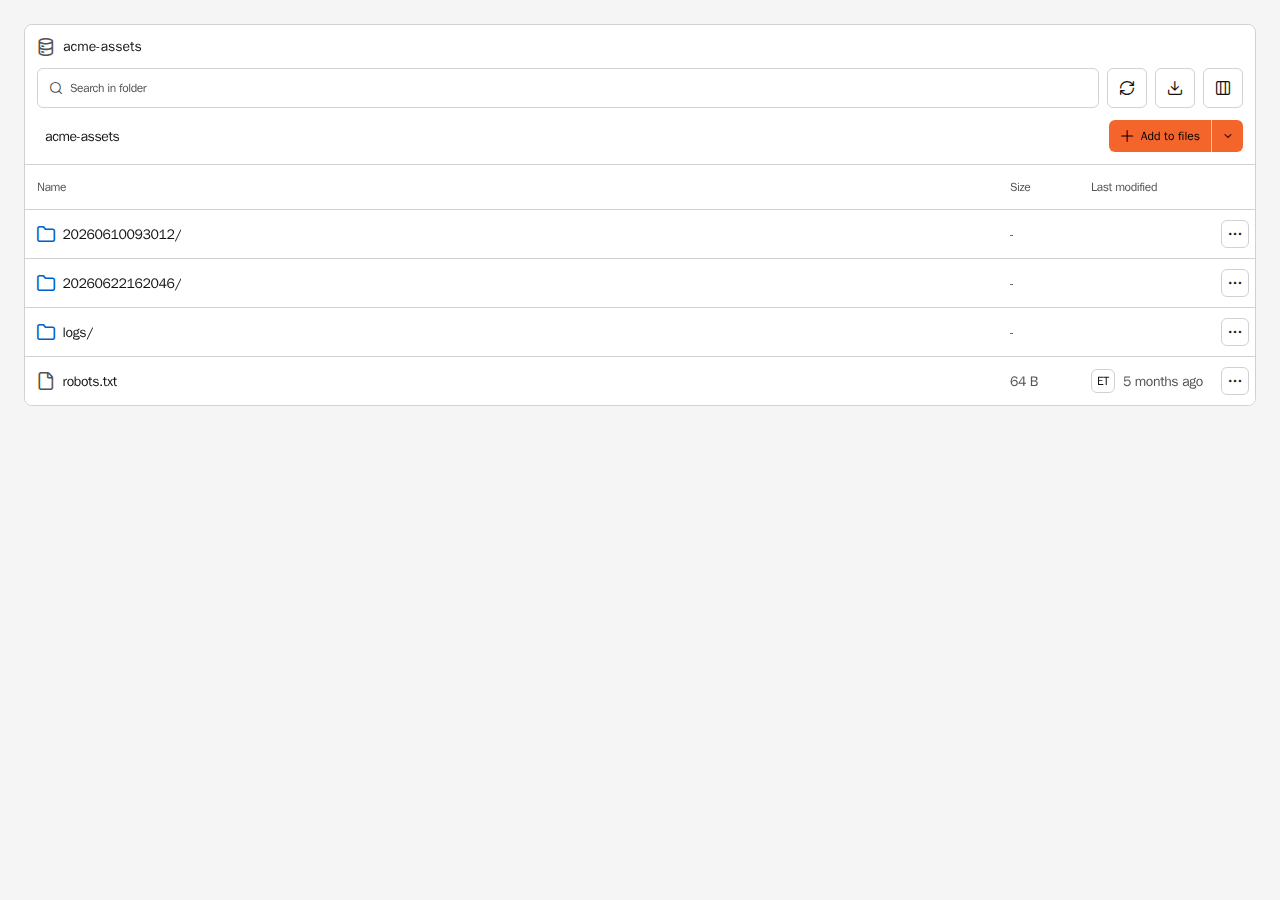 acme-assets
Search in folder
acme-assets
Add to files
Name Size Last modified
20260610093012/ -
20260622162046/ -
logs/ -
robots.txt 64 B ET 5 months ago